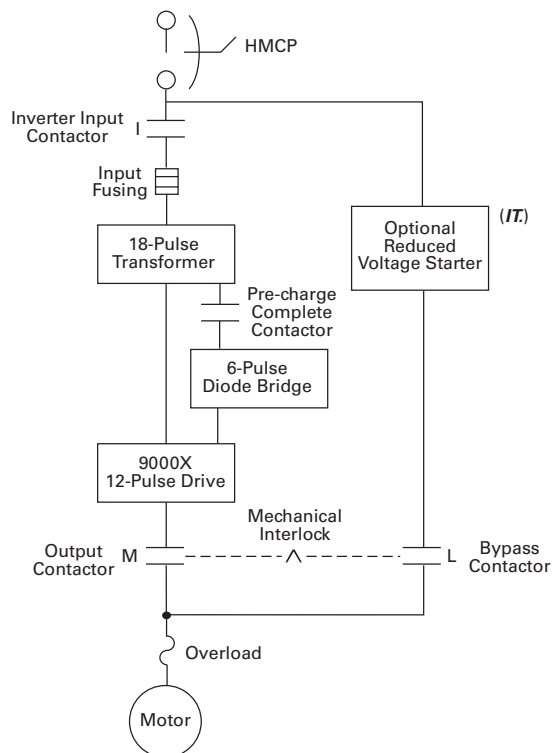 HMCP
Inverter Input
Contactor
I
Input
Fusing
18-Pulse
Transformer
Optional
Reduced
Voltage Starter
(IT.)
Pre-charge
Complete
Contactor
6-Pulse
Diode Bridge
9000X
12-Pulse Drive
Mechanical
Interlock
Output
Contactor
M
L
Bypass
Contactor
Overload
Motor